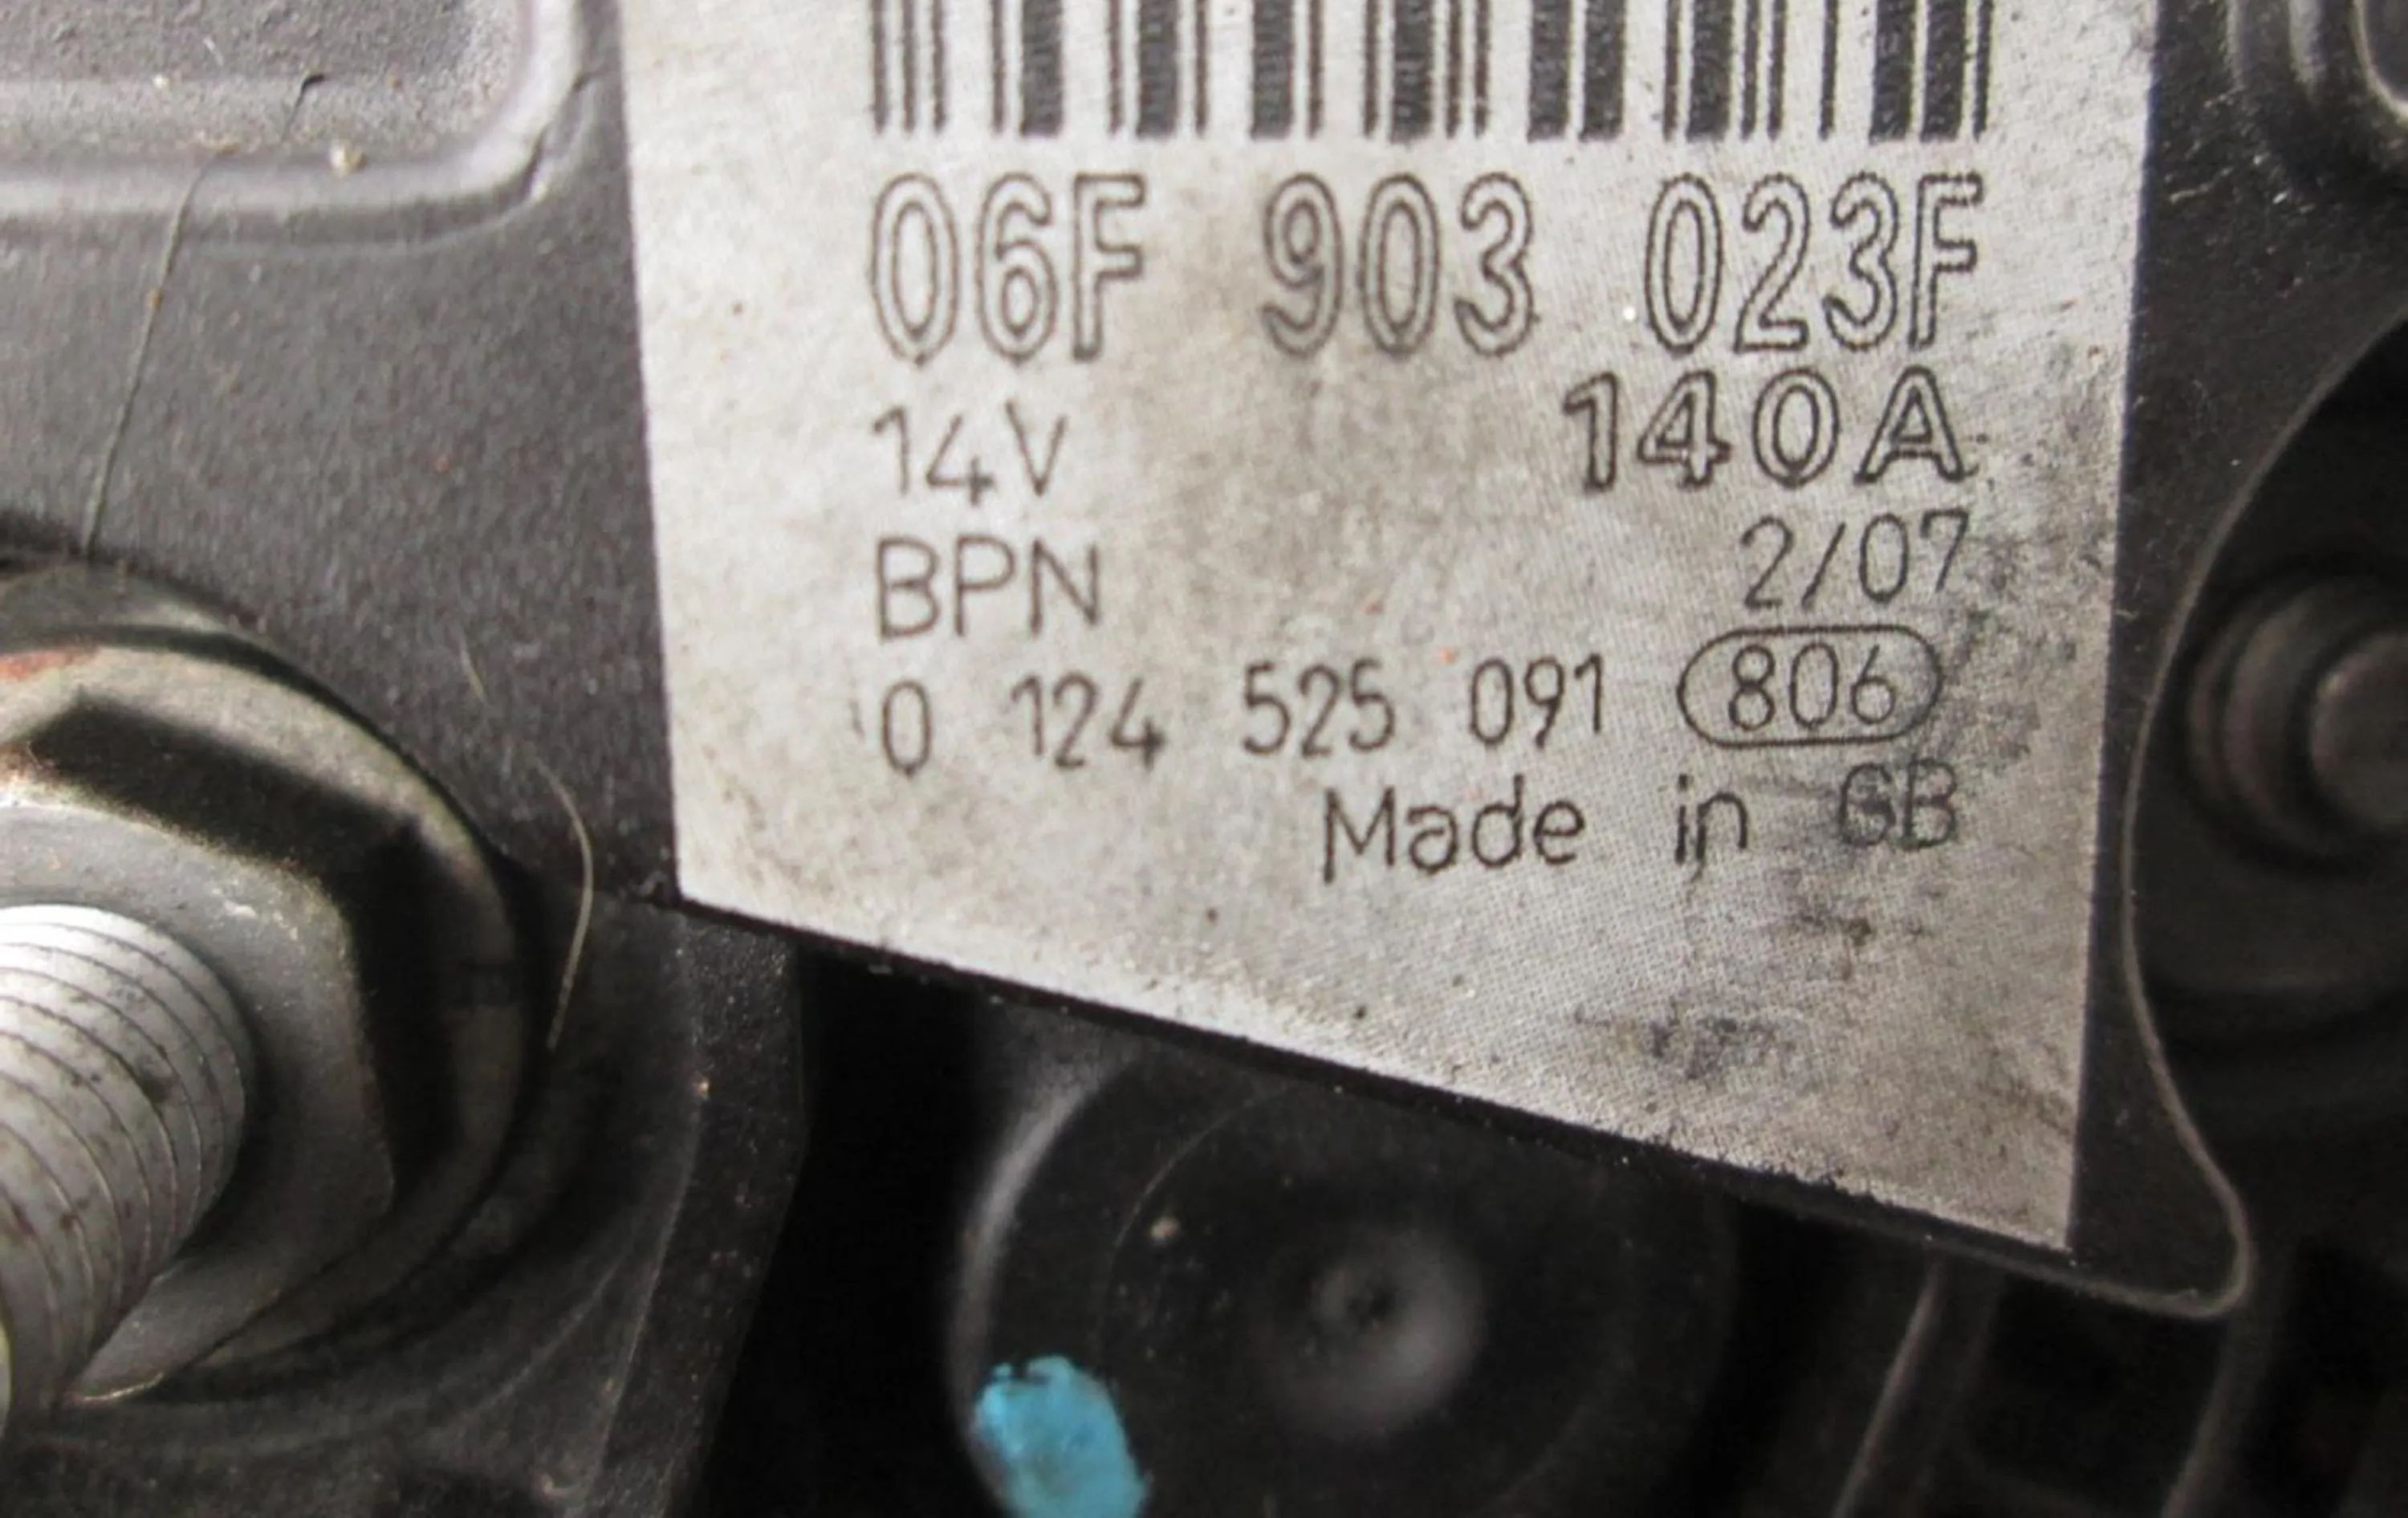 06F 903 023F
14V 140A
BPN 2/07
0 124 525 091 806
Made in GB